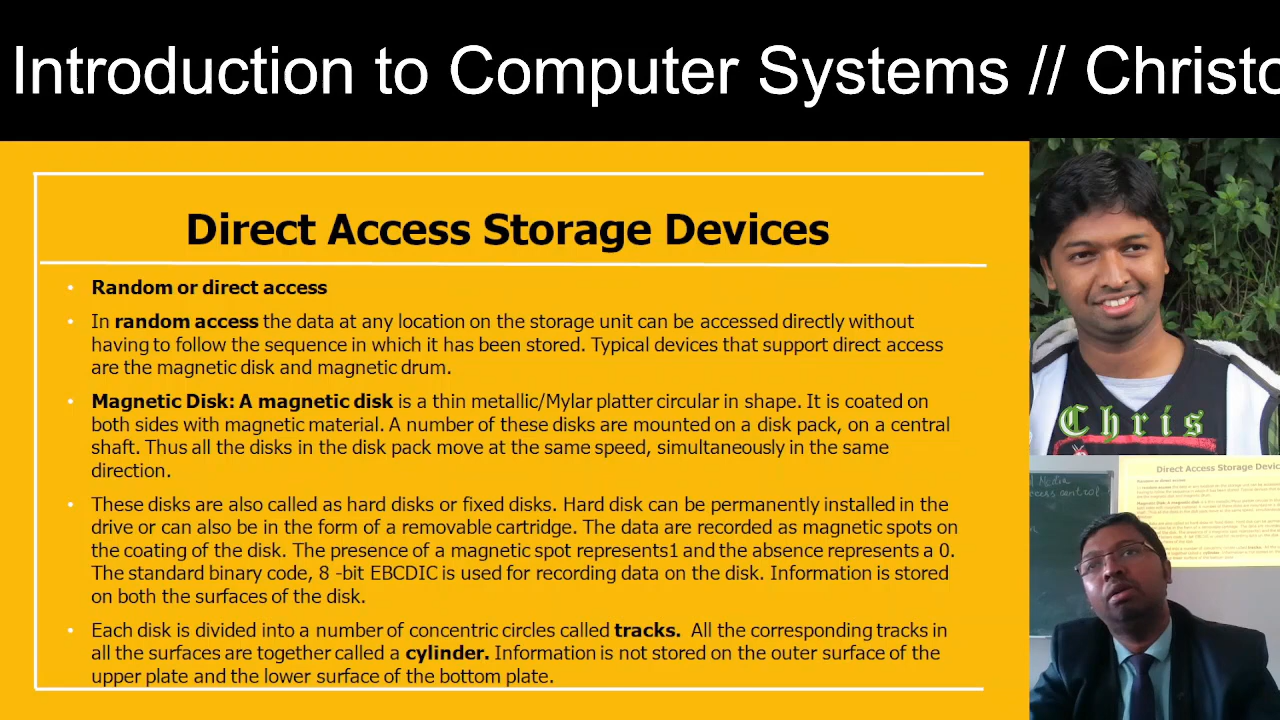 Introduction to Computer Systems // Christo
Direct Access Storage Devices
• Random or direct access
• In random access the data at any location on the storage unit can be accessed directly without
having to follow the sequence in which it has been stored. Typical devices that support direct access
are the magnetic disk and magnetic drum.
• Magnetic Disk: A magnetic disk is a thin metallic/Mylar platter circular in shape. It is coated on
both sides with magnetic material. A number of these disks are mounted on a disk pack, on a central
shaft. Thus all the disks in the disk pack move at the same speed, simultaneously in the same
direction.
• These disks are also called as hard disks or fixed disks. Hard disk can be permanently installed in the
drive or can also be in the form of a removable cartridge. The data are recorded as magnetic spots on
the coating of the disk. The presence of a magnetic spot represents1 and the absence represents a 0.
The standard binary code, 8 -bit EBCDIC is used for recording data on the disk. Information is stored
on both the surfaces of the disk.
• Each disk is divided into a number of concentric circles called tracks. All the corresponding tracks in
all the surfaces are together called a cylinder. Information is not stored on the outer surface of the
upper plate and the lower surface of the bottom plate.
Chris
Direct Access Storage Devices
Media
access control